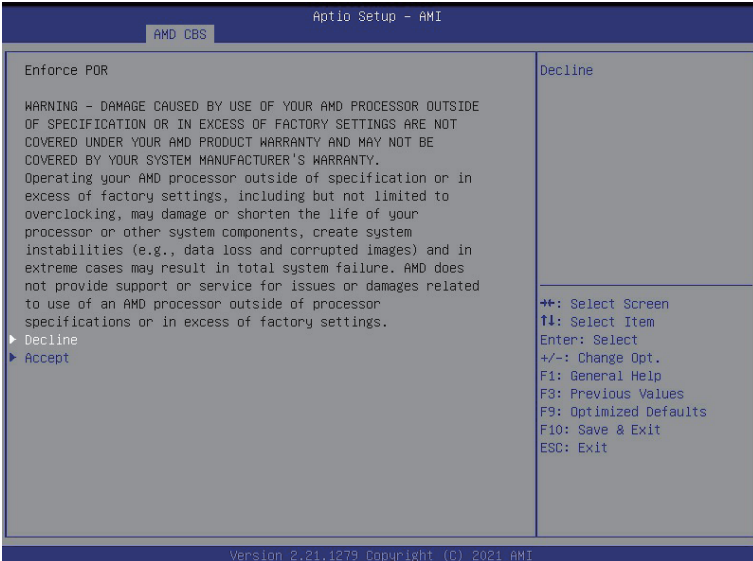 Aptio Setup – AMI
AMD CBS
Enforce POR
WARNING – DAMAGE CAUSED BY USE OF YOUR AMD PROCESSOR OUTSIDE
OF SPECIFICATION OR IN EXCESS OF FACTORY SETTINGS ARE NOT
COVERED UNDER YOUR AMD PRODUCT WARRANTY AND MAY NOT BE
COVERED BY YOUR SYSTEM MANUFACTURER'S WARRANTY.
Operating your AMD processor outside of specification or in
excess of factory settings, including but not limited to
overclocking, may damage or shorten the life of your
processor or other system components, create system
instabilities (e.g., data loss and corrupted images) and in
extreme cases may result in total system failure. AMD does
not provide support or service for issues or damages related
to use of an AMD processor outside of processor
specifications or in excess of factory settings.
Decline
Accept
Decline
→←: Select Screen
↑↓: Select Item
Enter: Select
+/-: Change Opt.
F1: General Help
F3: Previous Values
F9: Optimized Defaults
F10: Save & Exit
ESC: Exit
Version 2.21.1279 Copyright (C) 2021 AMI